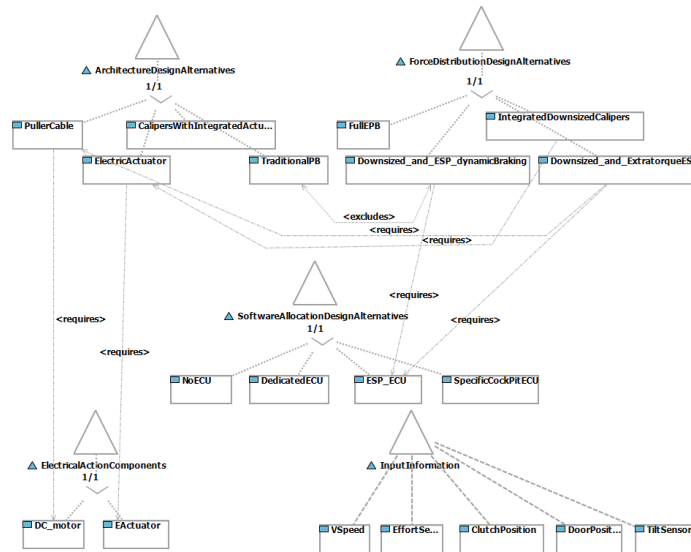 ArchitectureDesignAlternatives
ForceDistributionDesignAlternatives
1/1
1/1
PullerCable
CalipersWithIntegratedActu...
FullEPB
IntegratedDownsizedCalipers
ElectricActuator
TraditionalPB
Downsized_and_ESP_dynamicBraking
Downsized_and_ExtratorqueES
<excludes>
<requires>
<requires>
<requires>
SoftwareAllocationDesignAlternatives
<requires>
1/1
<requires>
NoECU
DedicatedECU
ESP_ECU
SpecificCockPitECU
ElectricalActionComponents
InputInformation
1/1
DC_motor
EActuator
VSpeed
EffortSe...
ClutchPosition
DoorPosit...
TiltSensor